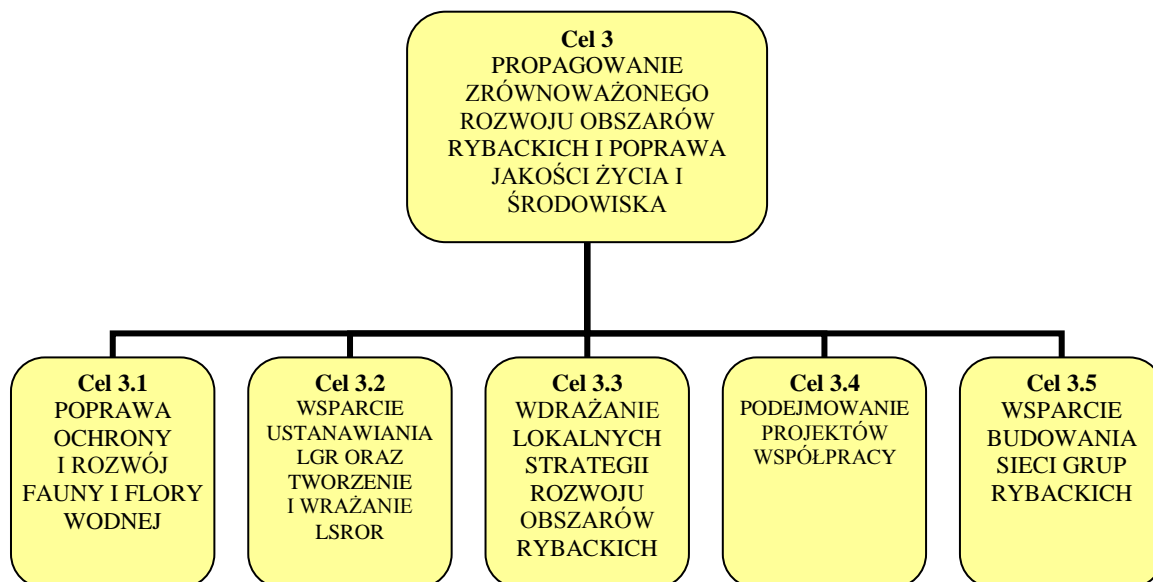 Cel 3
PROPAGOWANIE
ZRÓWNOWAŻONEGO
ROZWOJU OBSZARÓW
RYBACKICH I POPRAWA
JAKOŚCI ŻYCIA I
ŚRODOWISKA
Cel 3.1
POPRAWA
OCHRONY
I ROZWÓJ
FAUNY I FLORY
WODNEJ
Cel 3.2
WSPARCIE
USTANAWIANIA
LGR ORAZ
TWORZENIE
I WRAŻANIE
LSROR
Cel 3.3
WDRAŻANIE
LOKALNYCH
STRATEGII
ROZWOJU
OBSZARÓW
RYBACKICH
Cel 3.4
PODEJMOWANIE
PROJEKTÓW
WSPÓŁPRACY
Cel 3.5
WSPARCIE
BUDOWANIA
SIECI GRUP
RYBACKICH